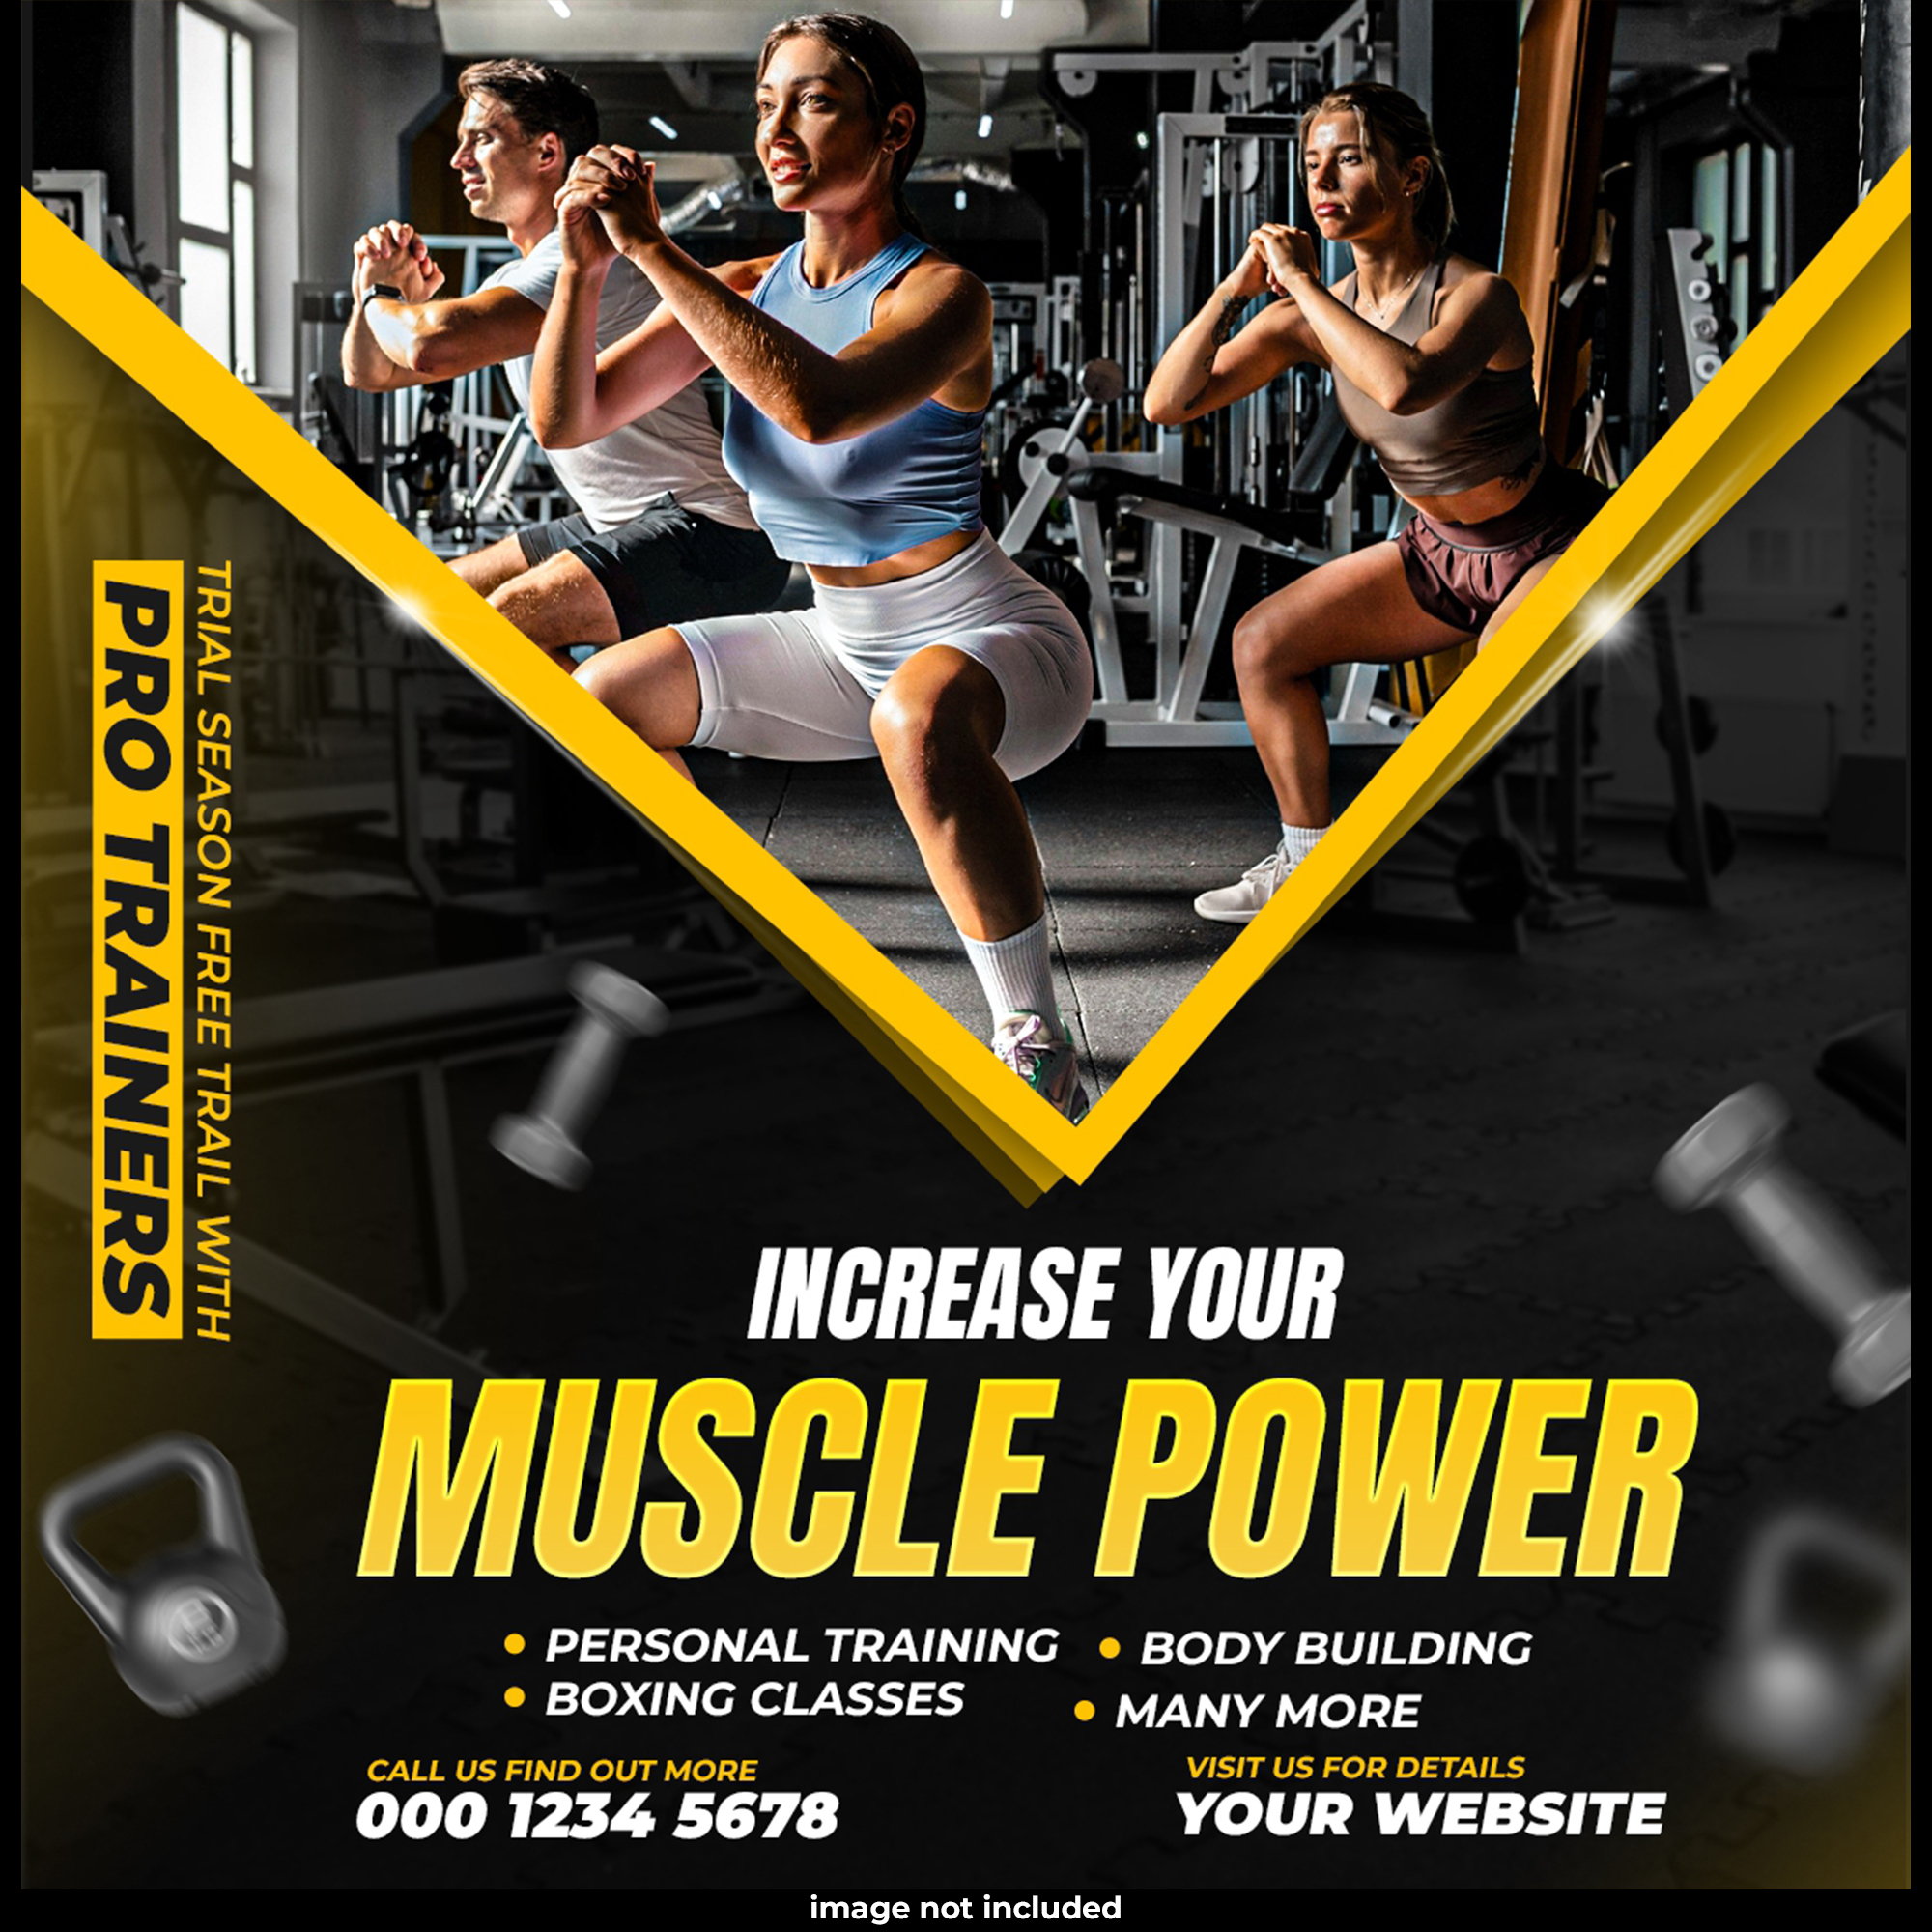 TRIAL SEASON FREE TRAIL WITH
PRO TRAINERS
INCREASE YOUR
MUSCLE POWER
PERSONAL TRAINING
BOXING CLASSES
BODY BUILDING
MANY MORE
CALL US FIND OUT MORE
000 1234 5678
VISIT US FOR DETAILS
YOUR WEBSITE
image not included